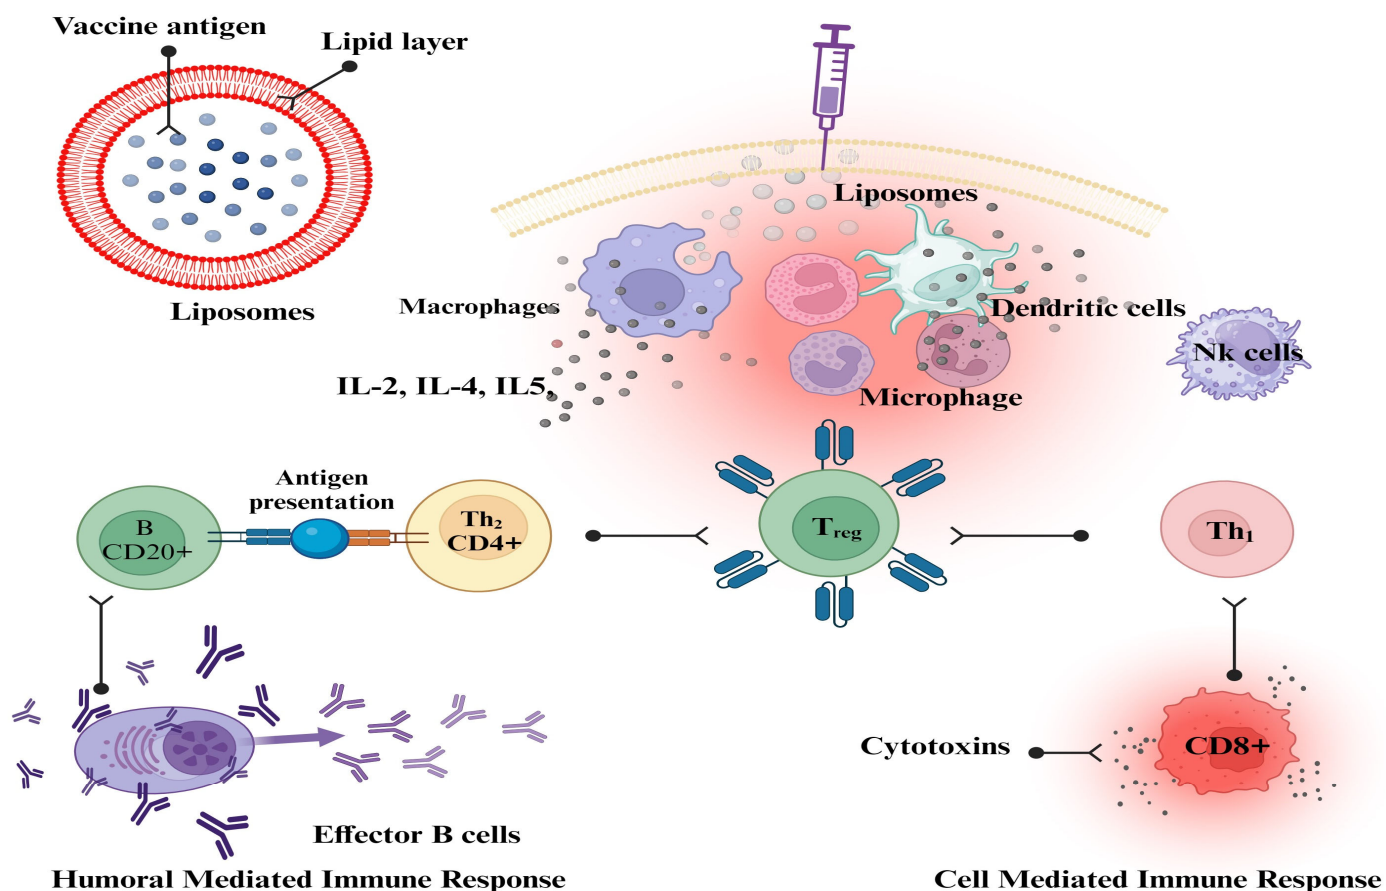 Vaccine antigen
Lipid layer
Liposomes
Liposomes
Macrophages
Dendritic cells
Nk cells
IL-2, IL-4, IL5,
Microphage
Antigen
presentation
B
CD20+
Th₂
CD4+
Treg
Th₁
Cytotoxins
CD8+
Effector B cells
Humoral Mediated Immune Response
Cell Mediated Immune Response